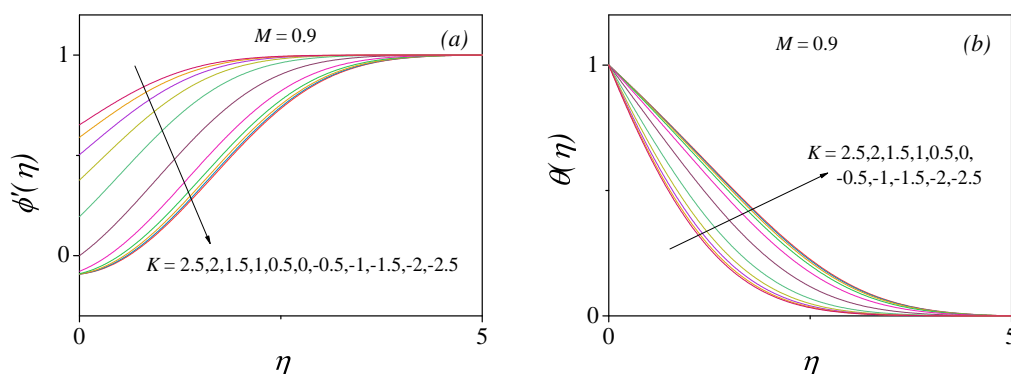 M = 0.9
(a)
1
0
ϕ'(η)
K = 2.5,2,1.5,1,0.5,0,-0.5,-1,-1.5,-2,-2.5
0
5
η
M = 0.9
(b)
1
0
θ(η)
K = 2.5,2,1.5,1,0.5,0,
-0.5,-1,-1.5,-2,-2.5
0
5
η